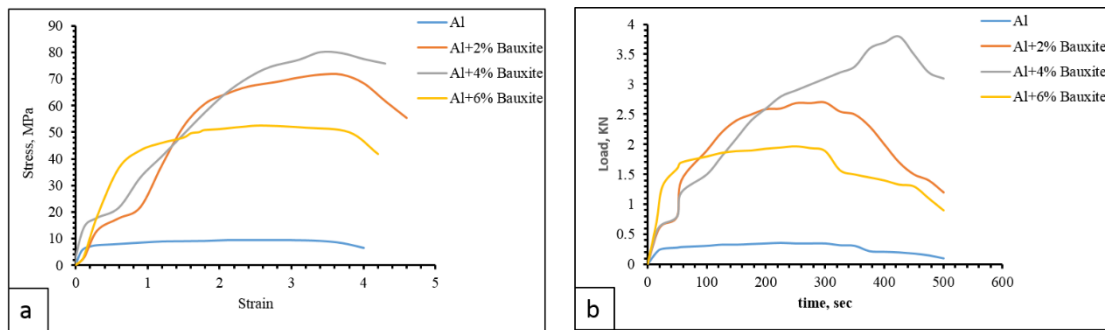 90
80
70
60
50
40
30
20
10
0
Stress, MPa
0 1 2 3 4 5
Strain
Al
Al+2% Bauxite
Al+4% Bauxite
Al+6% Bauxite
a
4
3.5
3
2.5
2
1.5
1
0.5
0
Load, KN
0 100 200 300 400 500 600
time, sec
Al
Al+2% Bauxite
Al+4% Bauxite
Al+6% Bauxite
b